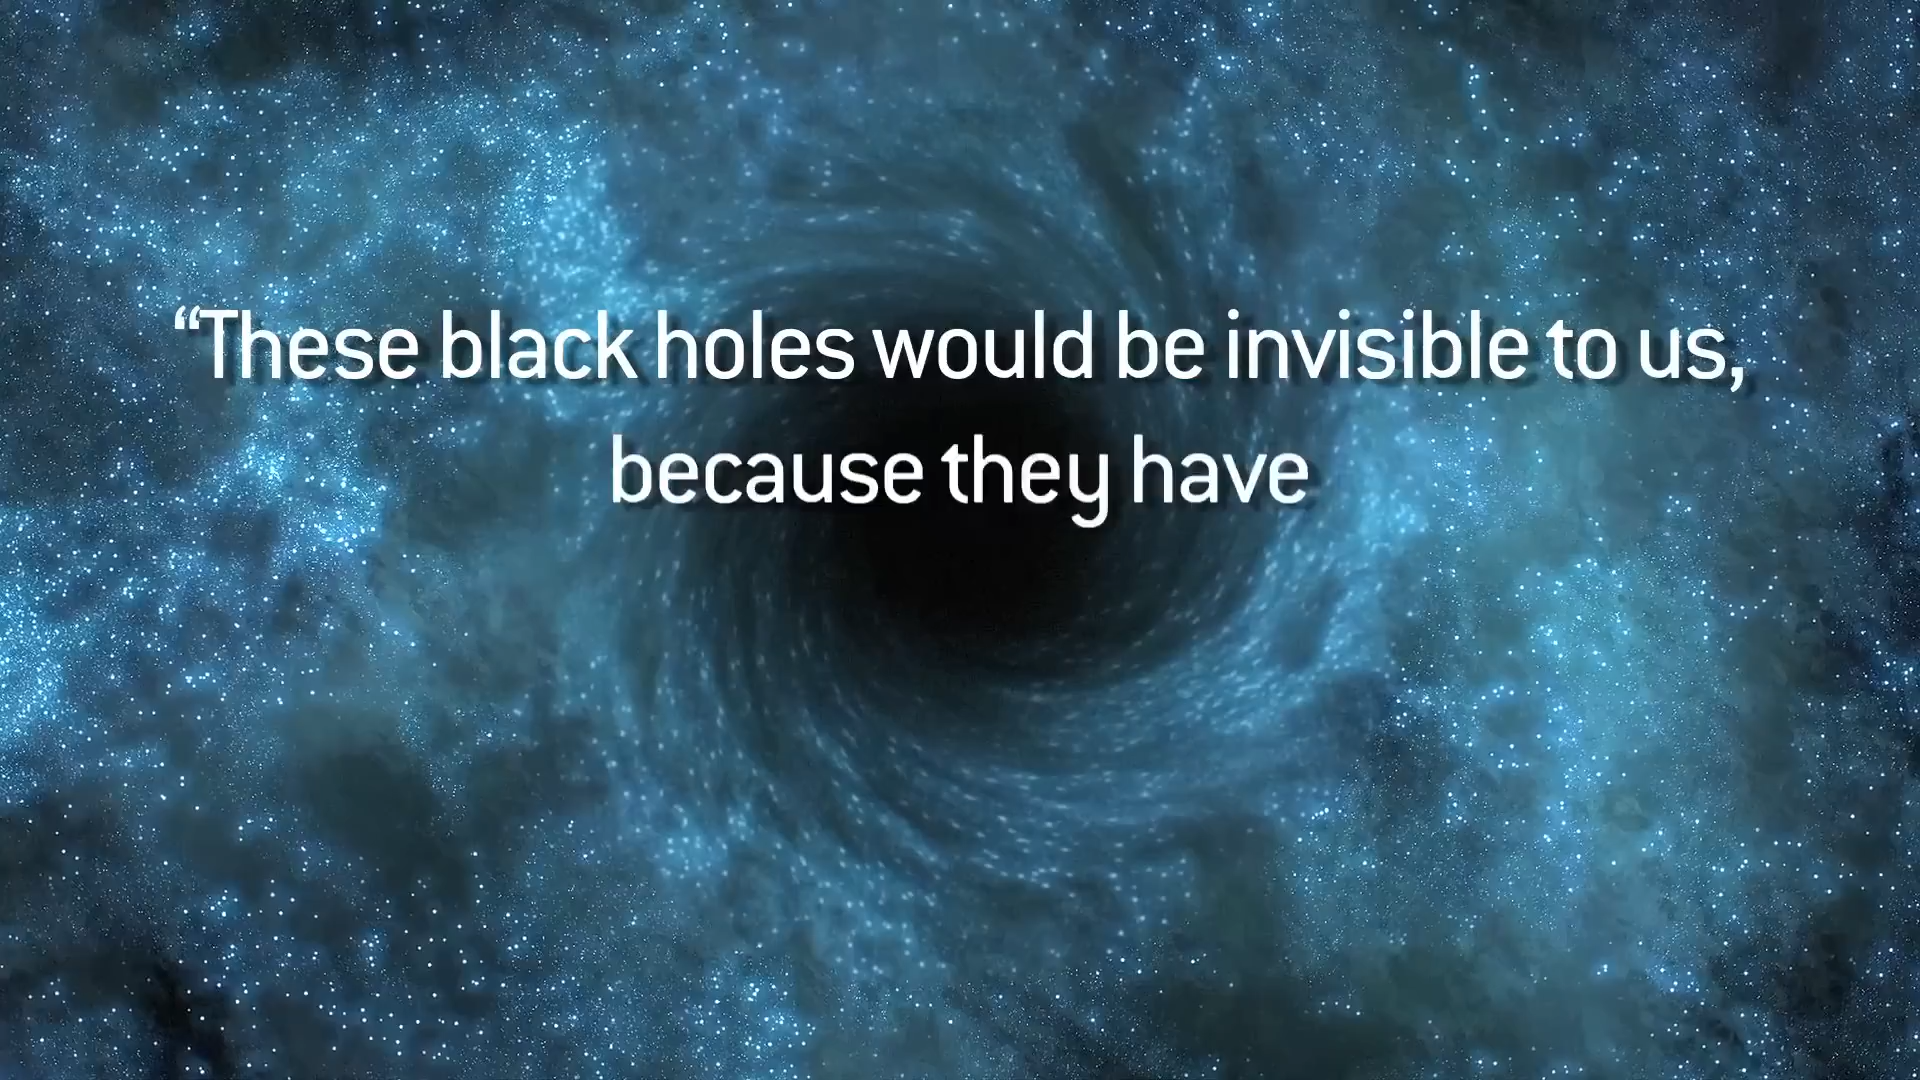 “These black holes would be invisible to us,
because they have